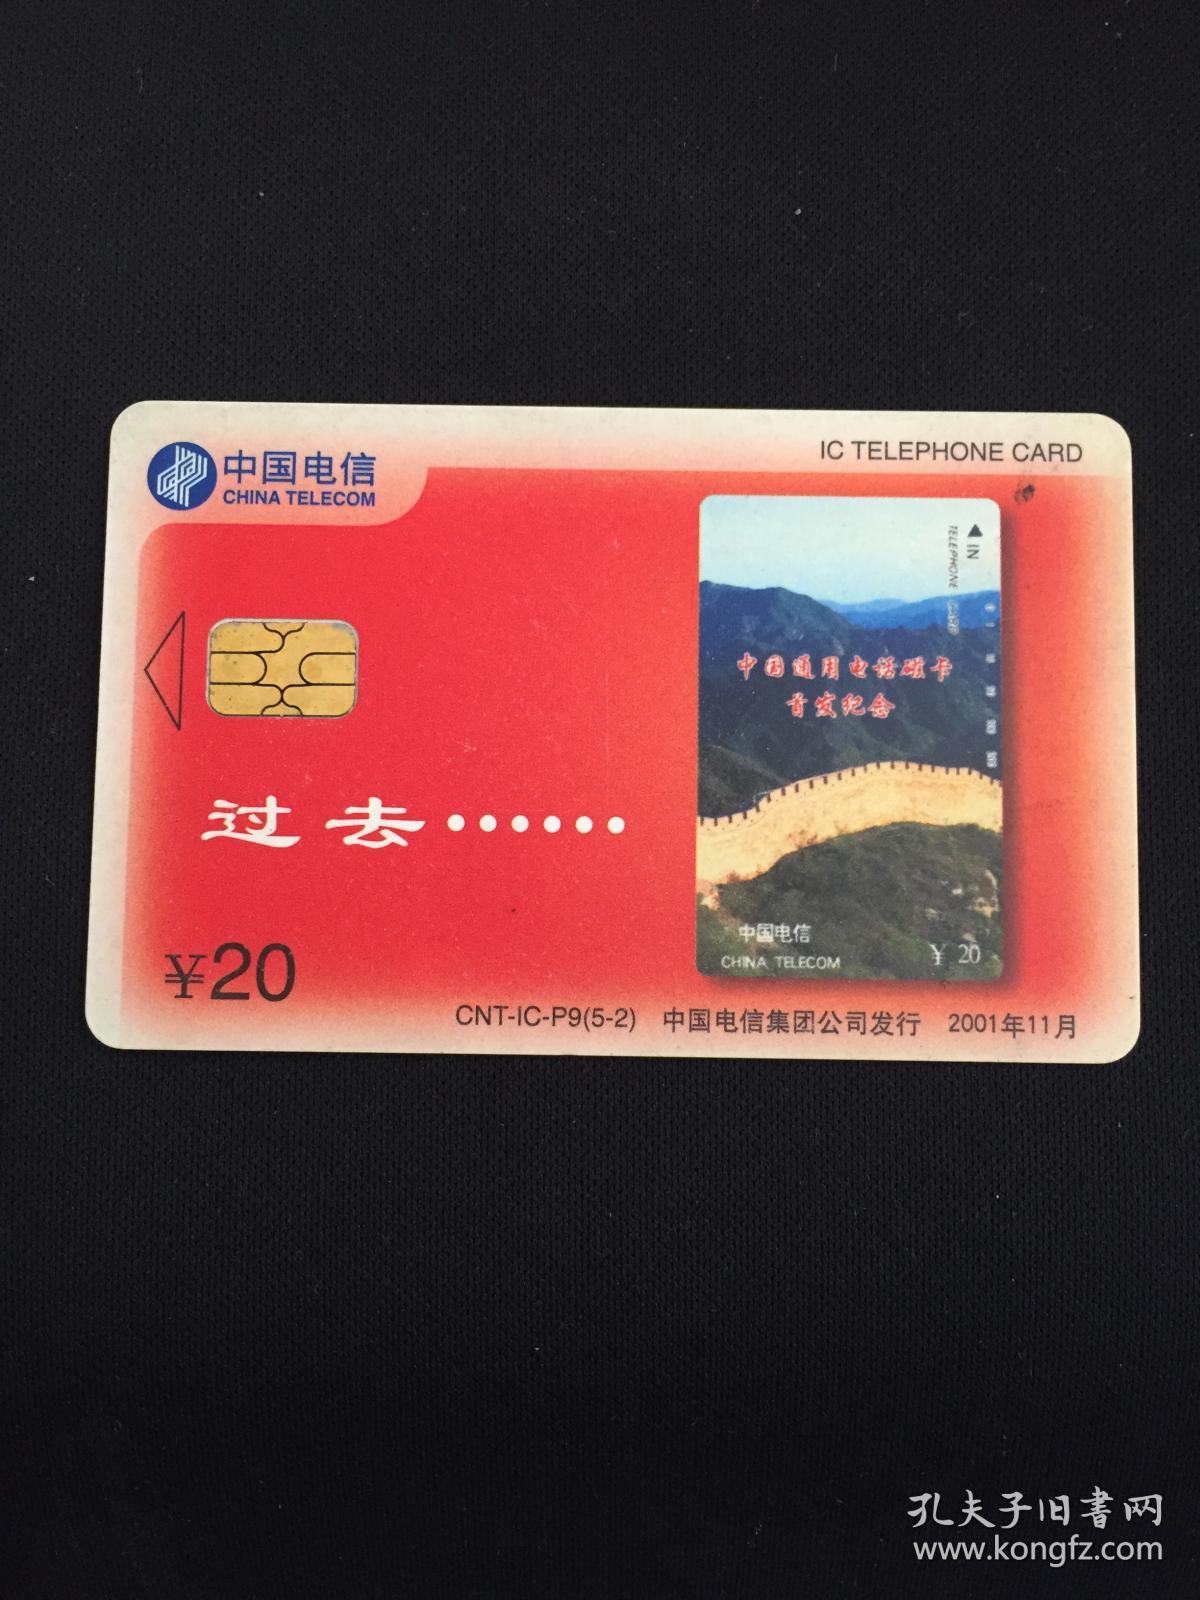 中国电信
CHINA TELECOM
IC TELEPHONE CARD
IN
TELEPHONE CARD
中国通用电话磁卡
首发纪念
过去······
中国电信
CHINA TELECOM
¥ 20
¥20
CNT-IC-P9(5-2) 中国电信集团公司发行 2001年11月
孔夫子旧书网
www.kongfz.com